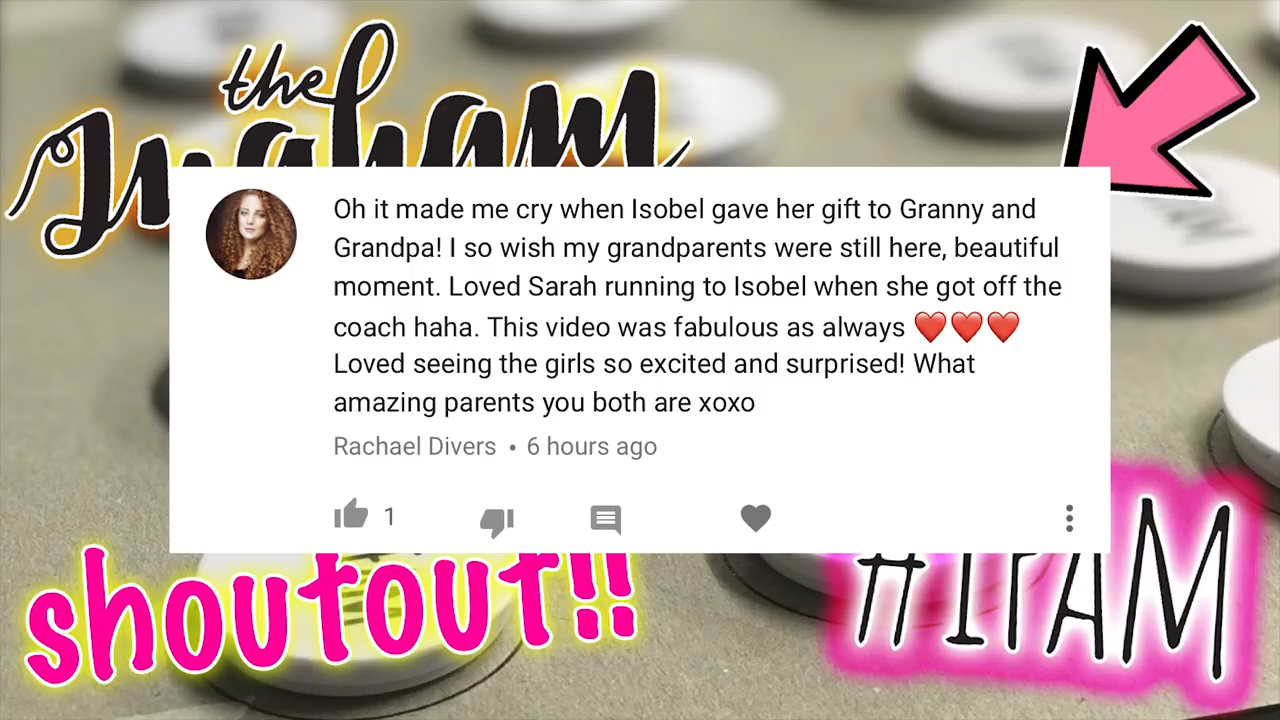 the
Ingham
Oh it made me cry when Isobel gave her gift to Granny and
Grandpa! I so wish my grandparents were still here, beautiful
moment. Loved Sarah running to Isobel when she got off the
coach haha. This video was fabulous as always ❤️❤️❤️
Loved seeing the girls so excited and surprised! What
amazing parents you both are xoxo
Rachael Divers • 6 hours ago
1
shoutout!!
#IFAM